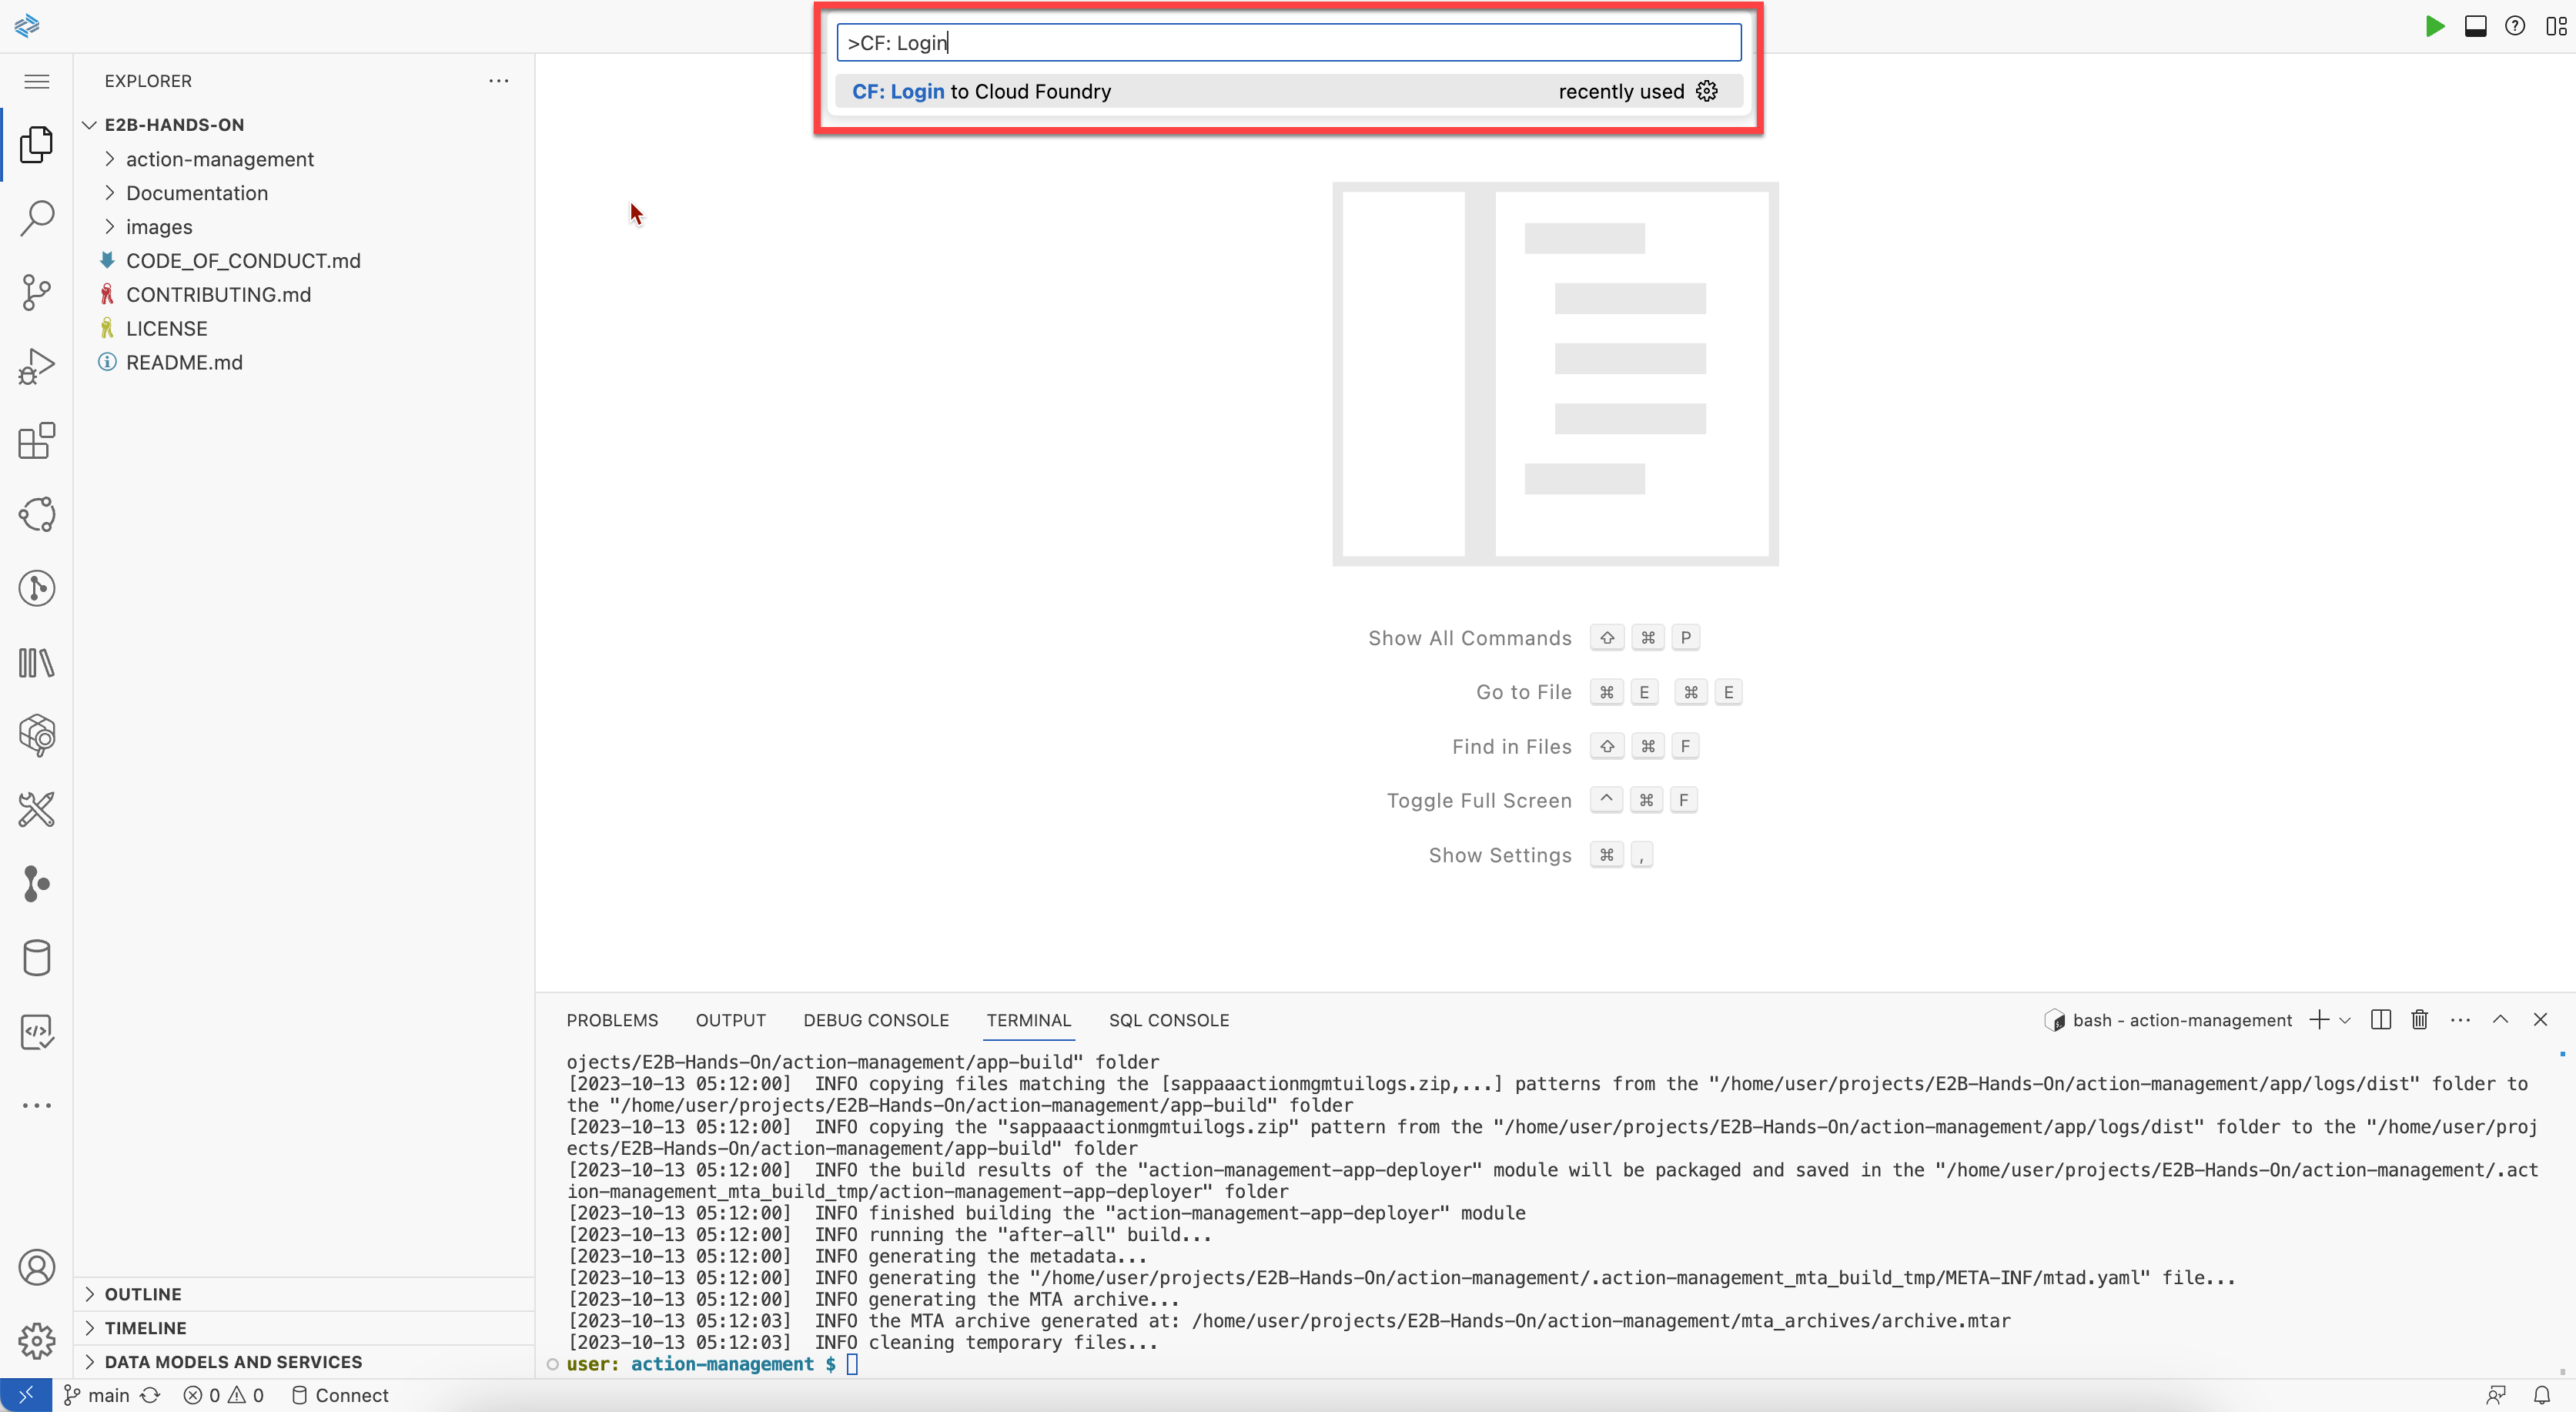 >CF: Login
CF: Login to Cloud Foundry recently used
EXPLORER
E2B-HANDS-ON
action-management
Documentation
images
CODE_OF_CONDUCT.md
CONTRIBUTING.md
LICENSE
README.md
OUTLINE
TIMELINE
DATA MODELS AND SERVICES
Show All Commands ⇧ ⌘ P
Go to File ⌘ E ⌘ E
Find in Files ⇧ ⌘ F
Toggle Full Screen ^ ⌘ F
Show Settings ⌘ ,
PROBLEMS OUTPUT DEBUG CONSOLE TERMINAL SQL CONSOLE bash - action-management
ojects/E2B-Hands-On/action-management/app-build" folder
[2023-10-13 05:12:00]  INFO copying files matching the [sappaaactionmgmtuilogs.zip,...] patterns from the "/home/user/projects/E2B-Hands-On/action-management/app/logs/dist" folder to
the "/home/user/projects/E2B-Hands-On/action-management/app-build" folder
[2023-10-13 05:12:00]  INFO copying the "sappaaactionmgmtuilogs.zip" pattern from the "/home/user/projects/E2B-Hands-On/action-management/app/logs/dist" folder to the "/home/user/proj
ects/E2B-Hands-On/action-management/app-build" folder
[2023-10-13 05:12:00]  INFO the build results of the "action-management-app-deployer" module will be packaged and saved in the "/home/user/projects/E2B-Hands-On/action-management/.act
ion-management_mta_build_tmp/action-management-app-deployer" folder
[2023-10-13 05:12:00]  INFO finished building the "action-management-app-deployer" module
[2023-10-13 05:12:00]  INFO running the "after-all" build...
[2023-10-13 05:12:00]  INFO generating the metadata...
[2023-10-13 05:12:00]  INFO generating the "/home/user/projects/E2B-Hands-On/action-management/.action-management_mta_build_tmp/META-INF/mtad.yaml" file...
[2023-10-13 05:12:00]  INFO generating the MTA archive...
[2023-10-13 05:12:03]  INFO the MTA archive generated at: /home/user/projects/E2B-Hands-On/action-management/mta_archives/archive.mtar
[2023-10-13 05:12:03]  INFO cleaning temporary files...
user: action-management $
main 0 0 Connect